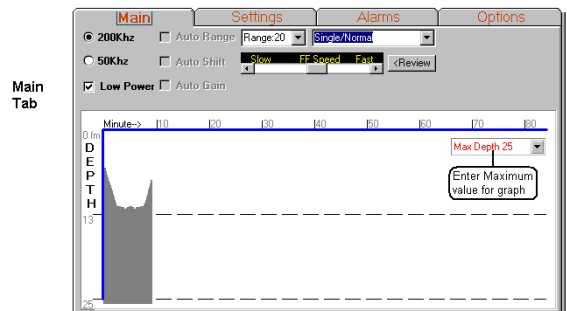 Main Settings Alarms Options
200Khz Auto Range Range:20 Single/Normal
50Khz Auto Shift Slow FF Speed Fast <Review
Low Power Auto Gain
Main
Tab
Minute--> 10 20 30 40 50 60 70 80
0 fm
DEPTH
Max Depth 25
Enter Maximum
value for graph
13
25